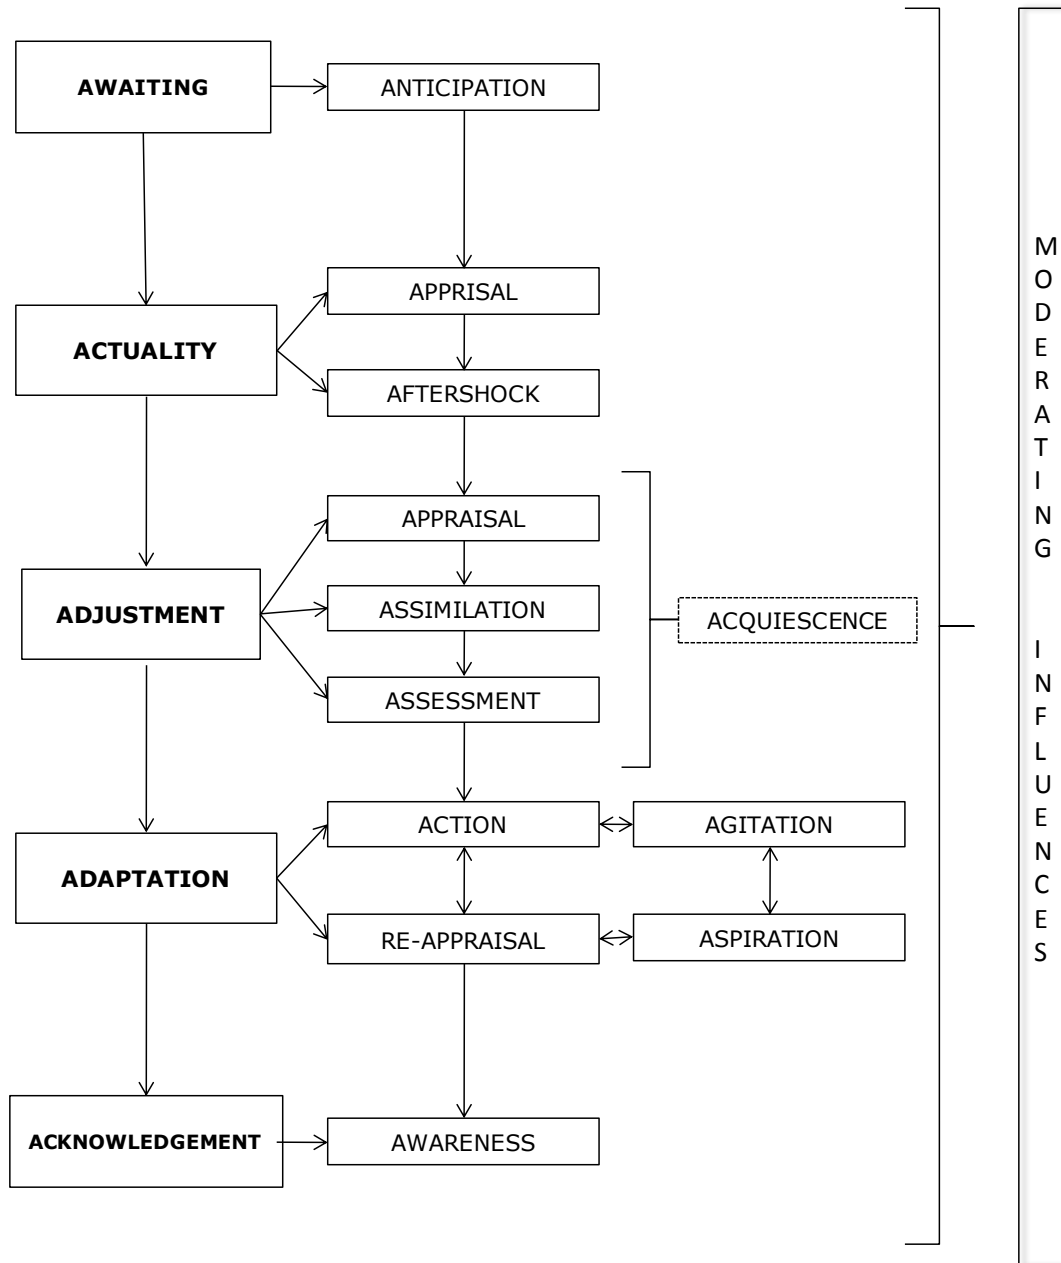 AWAITING
ANTICIPATION
APPRISAL
ACTUALITY
AFTERSHOCK
APPRAISAL
ADJUSTMENT
ASSIMILATION
ACQUIESCENCE
ASSESSMENT
ACTION
AGITATION
ADAPTATION
RE-APPRAISAL
ASPIRATION
ACKNOWLEDGEMENT
AWARENESS
MODERATING INFLUENCES